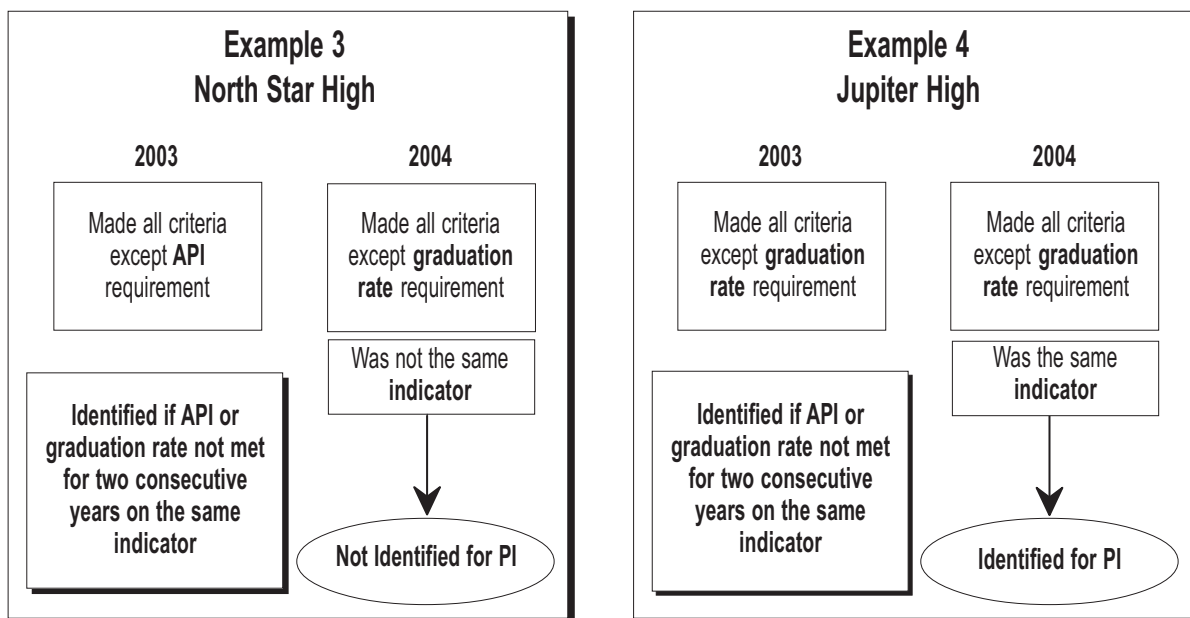 Example 3
North Star High
2003
Made all criteria
except API
requirement
Identified if API or
graduation rate not met
for two consecutive
years on the same
indicator
2004
Made all criteria
except graduation
rate requirement
Was not the same
indicator
Not Identified for PI
Example 4
Jupiter High
2003
Made all criteria
except graduation
rate requirement
Identified if API or
graduation rate not met
for two consecutive
years on the same
indicator
2004
Made all criteria
except graduation
rate requirement
Was the same
indicator
Identified for PI